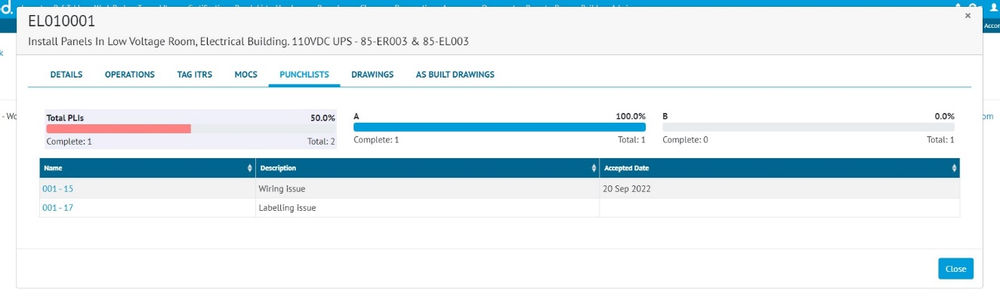 EL010001
×
Install Panels In Low Voltage Room, Electrical Building. 110VDC UPS - 85-ER003 & 85-EL003
DETAILS OPERATIONS TAG ITRS MOCS PUNCHLISTS DRAWINGS AS BUILT DRAWINGS
Total PLIs 50.0% A 100.0% B 0.0%
Complete: 1 Total: 2 Complete: 1 Total: 1 Complete: 0 Total: 1
Name Description Accepted Date
001 - 15 Wiring issue 20 Sep 2022
001 - 17 Labelling issue
Close